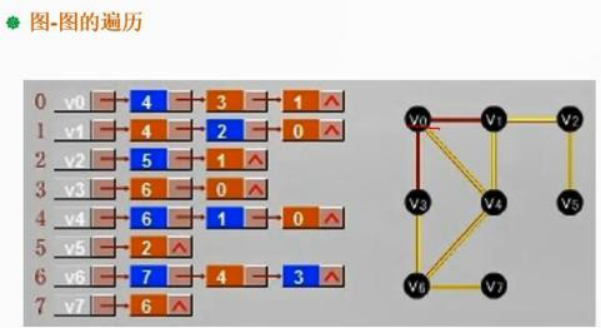 图-图的遍历
0 v0 4 3 1 ^
1 v1 4 2 0 ^
2 v2 5 1 ^
3 v3 6 0 ^
4 v4 6 1 0 ^
5 v5 2 ^
6 v6 7 4 3 ^
7 v7 6 ^
V0 V1 V2
V3 V4 V5
V6 V7